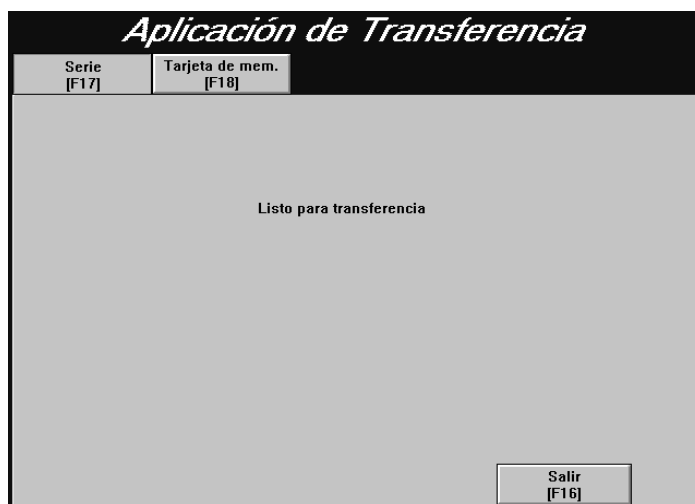 Aplicación de Transferencia
Serie
[F17]
Tarjeta de mem.
[F18]
Listo para transferencia
Salir
[F16]